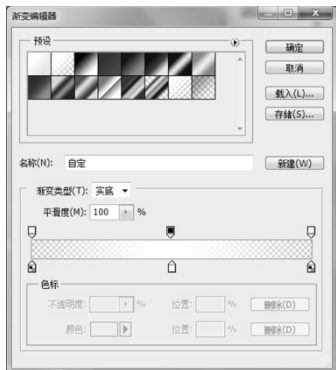 渐变编辑器
预设
确定
取消
载入(L)...
存储(S)...
名称(N): 自定
新建(W)
渐变类型(T): 实底
平滑度(M): 100 %
色标
不透明度: % 位置: % 删除(D)
颜色: 位置: % 删除(D)